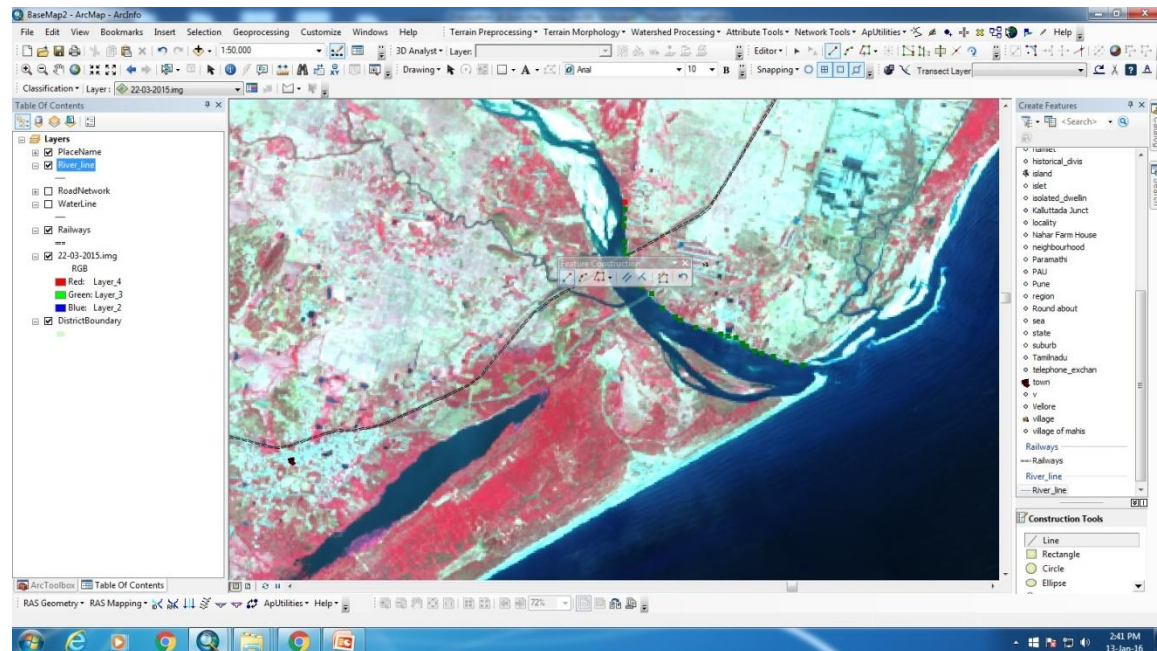 BaseMap2 - ArcMap - ArcInfo
File Edit View Bookmarks Insert Selection Geoprocessing Customize Windows Help Terrain Preprocessing Terrain Morphology Watershed Processing Attribute Tools Network Tools ApUtilities Help
1:50.000 3D Analyst Layer: Editor
Drawing A Arial 10 B Snapping Transect Layer
Classification Layer: 22-03-2015.img
Table Of Contents
Layers
PlaceName
River_line
RoadNetwork
WaterLine
Railways
22-03-2015.img
RGB
Red: Layer_4
Green: Layer_3
Blue: Layer_2
DistrictBoundary
Feature Construction
Create Features
<Search>
Catalog
Search
hamlet
historical_divis
island
islet
isolated_dwellin
Kalluttada Junct
locality
Nahar Farm House
neighbourhood
Paramathi
PAU
Pune
region
Round about
sea
state
suburb
Tamilnadu
telephone_exchan
town
v
Vellore
village
village of mahis
Railways
Railways
River_line
River_line
Construction Tools
Line
Rectangle
Circle
Ellipse
ArcToolbox Table Of Contents
RAS Geometry RAS Mapping ApUtilities Help 72%
2:41 PM
13-Jan-16